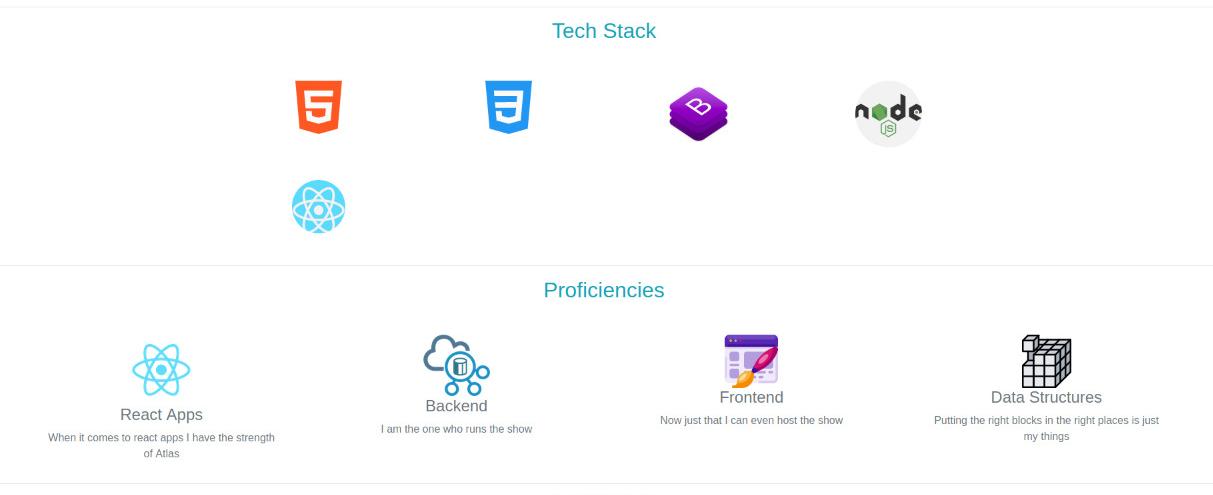 Tech Stack
5
3
B
node
JS
Proficiencies
React Apps
When it comes to react apps I have the strength
of Atlas
Backend
I am the one who runs the show
Frontend
Now just that I can even host the show
Data Structures
Putting the right blocks in the right places is just
my things